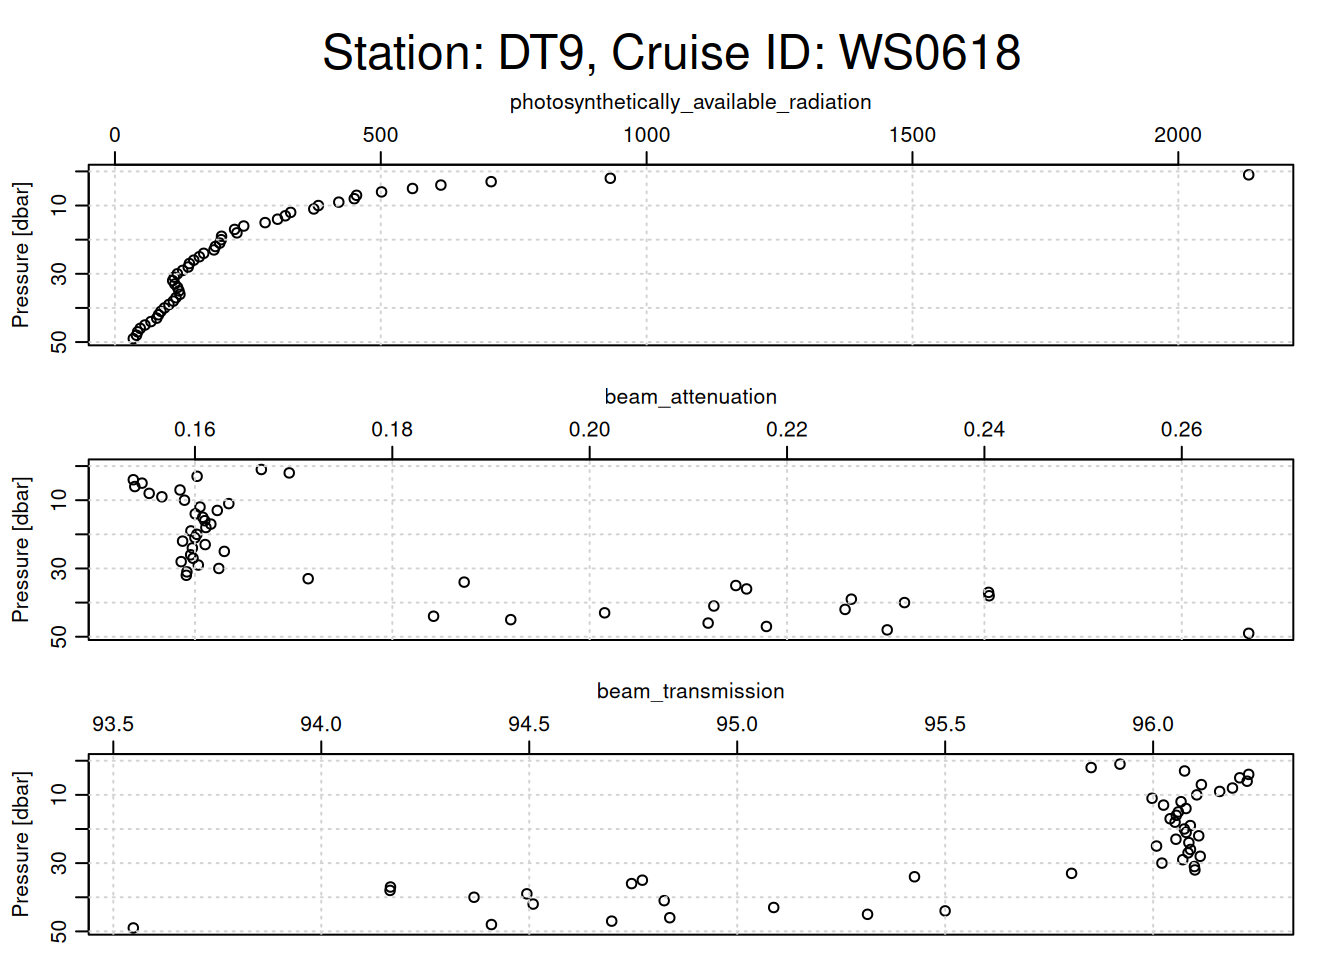 Station: DT9, Cruise ID: WS0618
photosynthetically_available_radiation
0 500 1000 1500 2000
Pressure [dbar]
10
30
50
beam_attenuation
0.16 0.18 0.20 0.22 0.24 0.26
Pressure [dbar]
10
30
50
beam_transmission
93.5 94.0 94.5 95.0 95.5 96.0
Pressure [dbar]
10
30
50